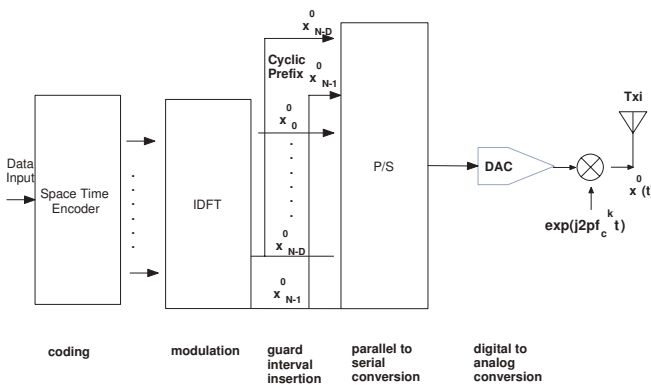 0
x N-D
Cyclic
Prefix
0
x N-1
Data
Input
Space Time
Encoder
IDFT
0
x 0
0
x N-D
0
x N-1
P/S
DAC
Txi
0
x (t
k
exp(j2pf c t)
coding
modulation
guard
interval
insertion
parallel to
serial
conversion
digital to
analog
conversion